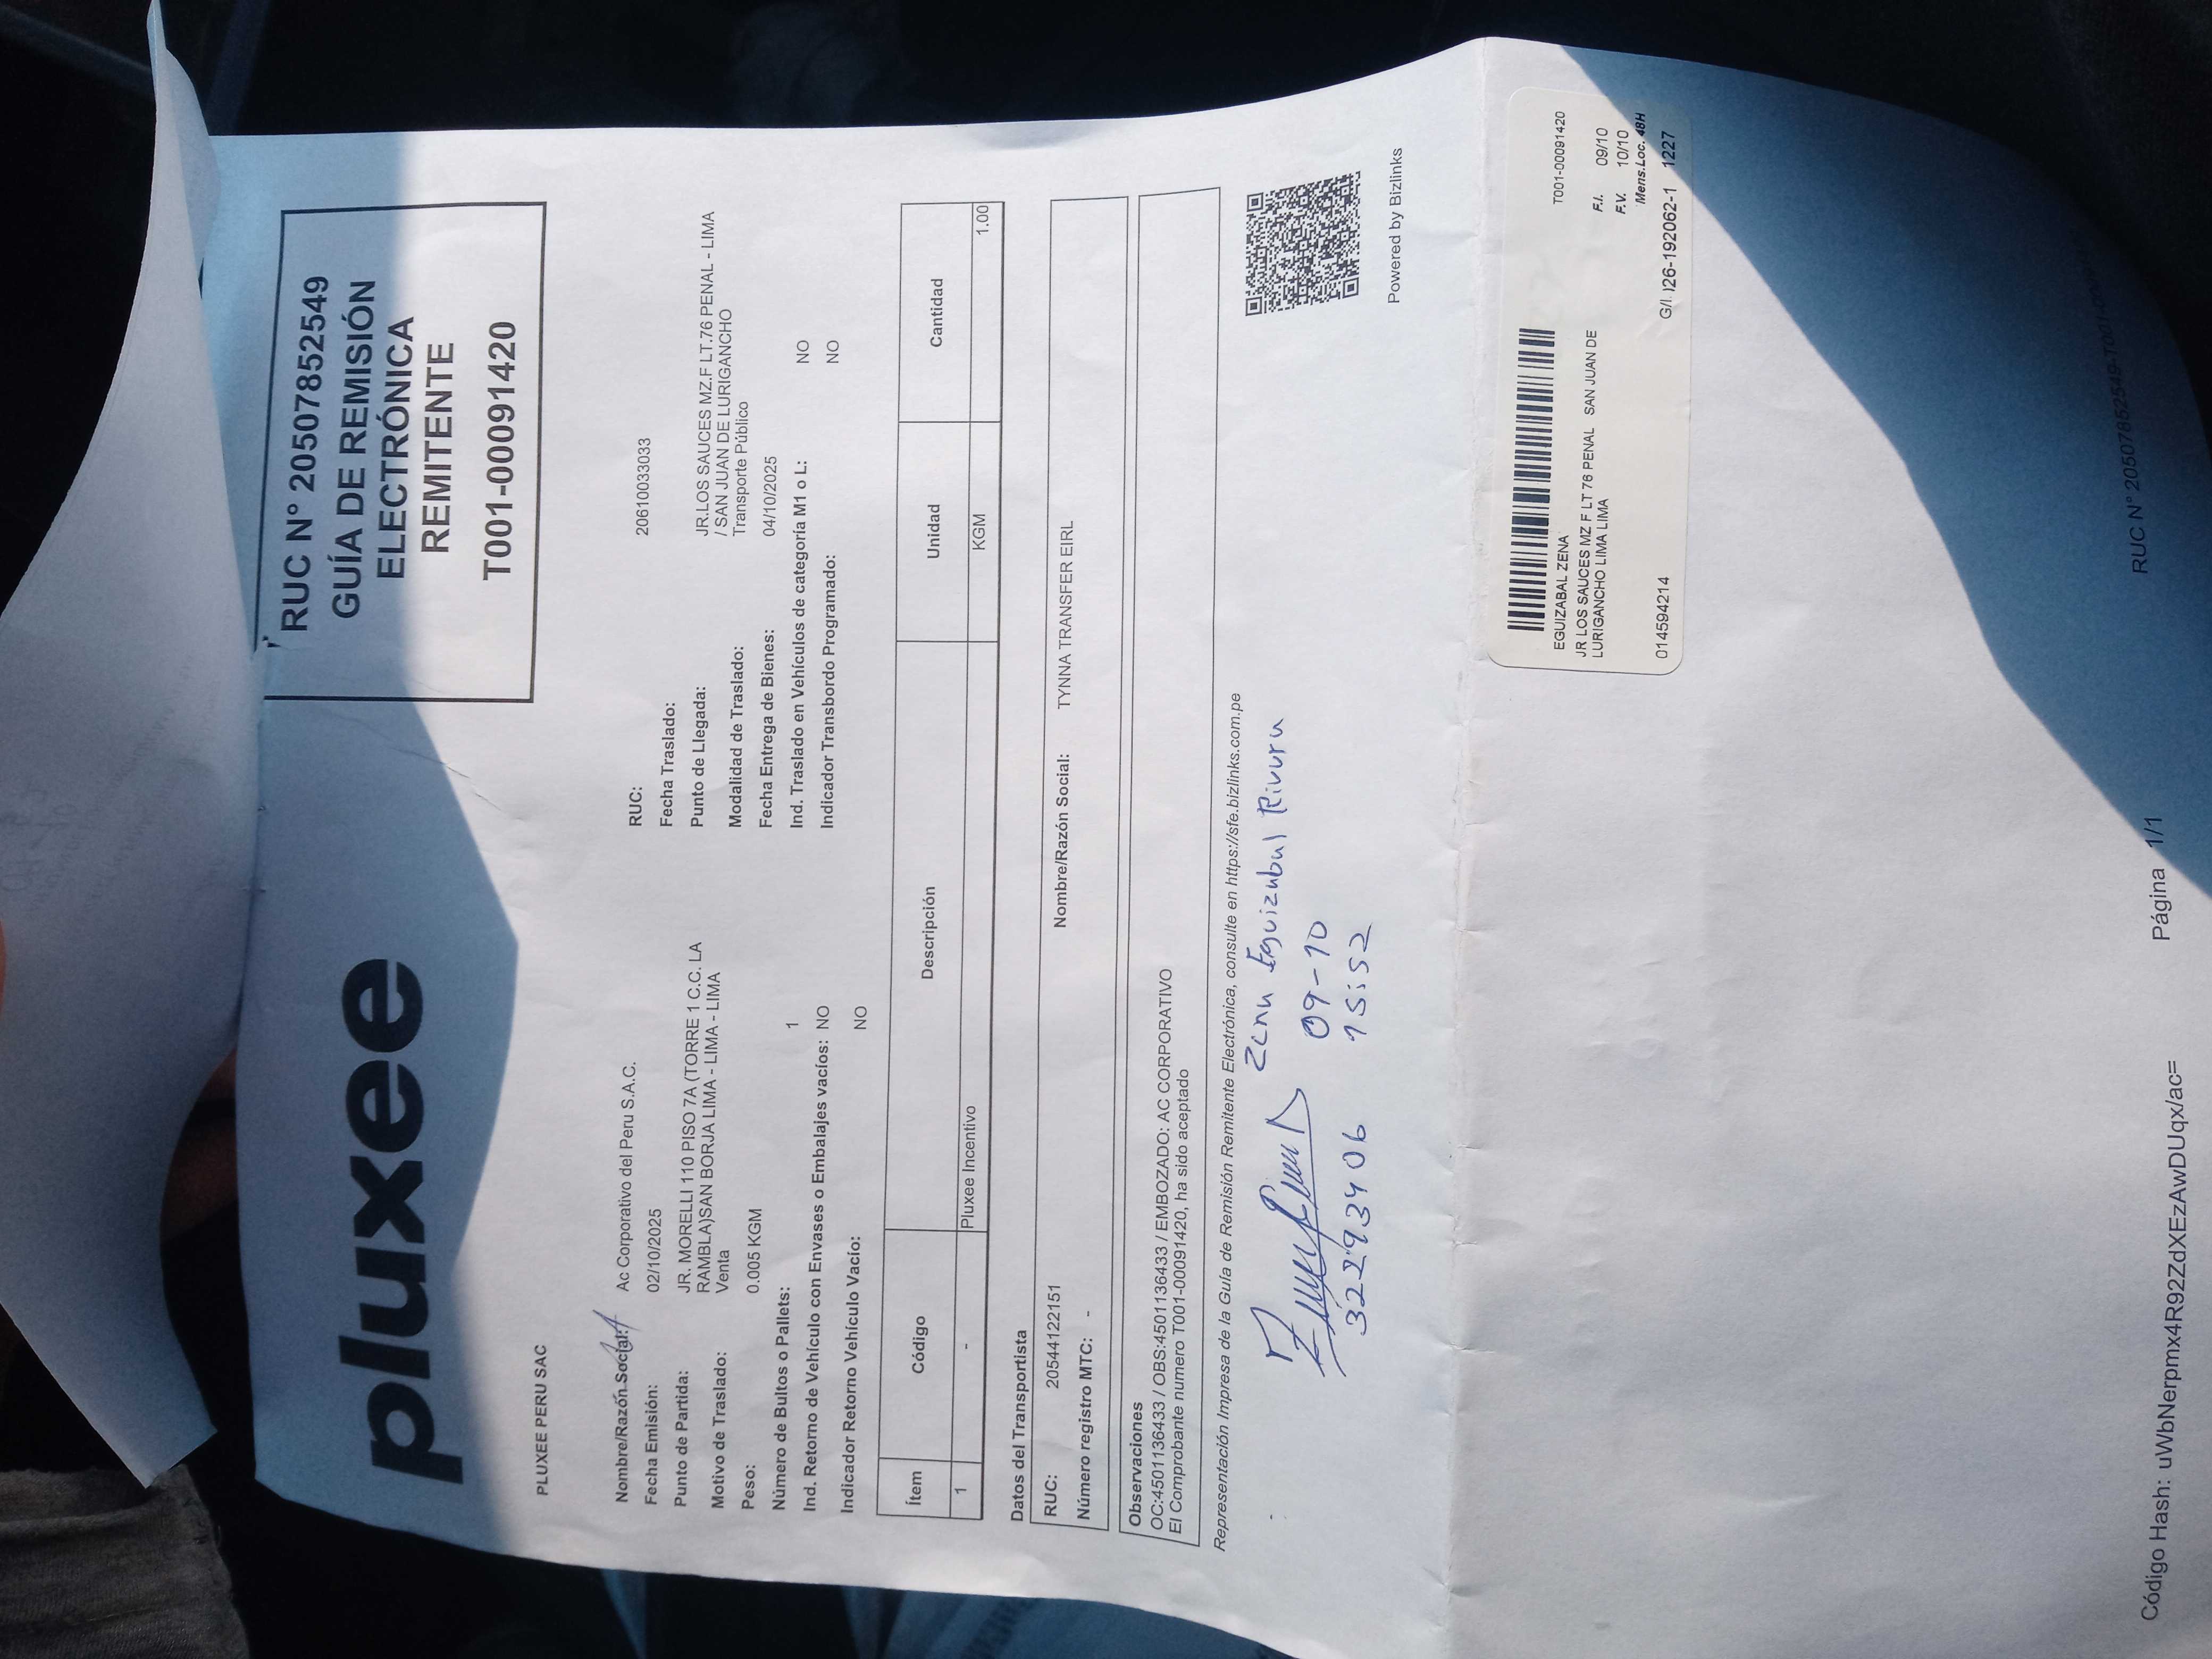 pluxee
RUC N° 20507852549
GUÍA DE REMISIÓN
ELECTRÓNICA
REMITENTE
T001-00091420
PLUXEE PERU SAC
Nombre/Razón Social: Ac Corporativo del Peru S.A.C.
RUC: 20610033033
Fecha Emisión: 02/10/2025
Fecha Traslado:
Punto de Partida: JR. MORELLI 110 PISO 7A (TORRE 1 C.C. LA
RAMBLA)SAN BORJA LIMA - LIMA - LIMA
Punto de Llegada: JR.LOS SAUCES MZ.F LT.76 PENAL - LIMA
/ SAN JUAN DE LURIGANCHO
Motivo de Traslado: Venta
Modalidad de Traslado: Transporte Público
Peso: 0.005 KGM
Fecha Entrega de Bienes: 04/10/2025
Número de Bultos o Pallets: 1
Ind. Traslado en Vehículos de categoría M1 o L: NO
Ind. Retorno de Vehículo con Envases o Embalajes vacíos: NO
Indicador Transbordo Programado: NO
Indicador Retorno Vehículo Vacío: NO
Ítem Código Descripción Unidad Cantidad
1 - Pluxee Incentivo KGM 1.00
Datos del Transportista
RUC: 20544122151 Nombre/Razón Social: TYNNA TRANSFER EIRL
Número registro MTC: -
Observaciones
OC:4501136433 / OBS:4501136433 / EMBOZADO: AC CORPORATIVO
El Comprobante numero T001-00091420, ha sido aceptado
Representación Impresa de la Guía de Remisión Remitente Electrónica, consulte en https://sfe.bizlinks.com.pe
Eguizabal
09-10
32293406 15:52
Powered by Bizlinks
T001-00091420
EGUIZABAL ZENA
JR LOS SAUCES MZ F LT 76 PENAL SAN JUAN DE
LURIGANCHO LIMA LIMA
F.I. 09/10
F.V. 10/10
Mens.Loc. 48H
014594214 G/I. I26-192062-1 1227
Código Hash: uWbNerpmx4R92ZdXEzAwDUqx/ac= Página 1/1 RUC N° 20507852549-T001-